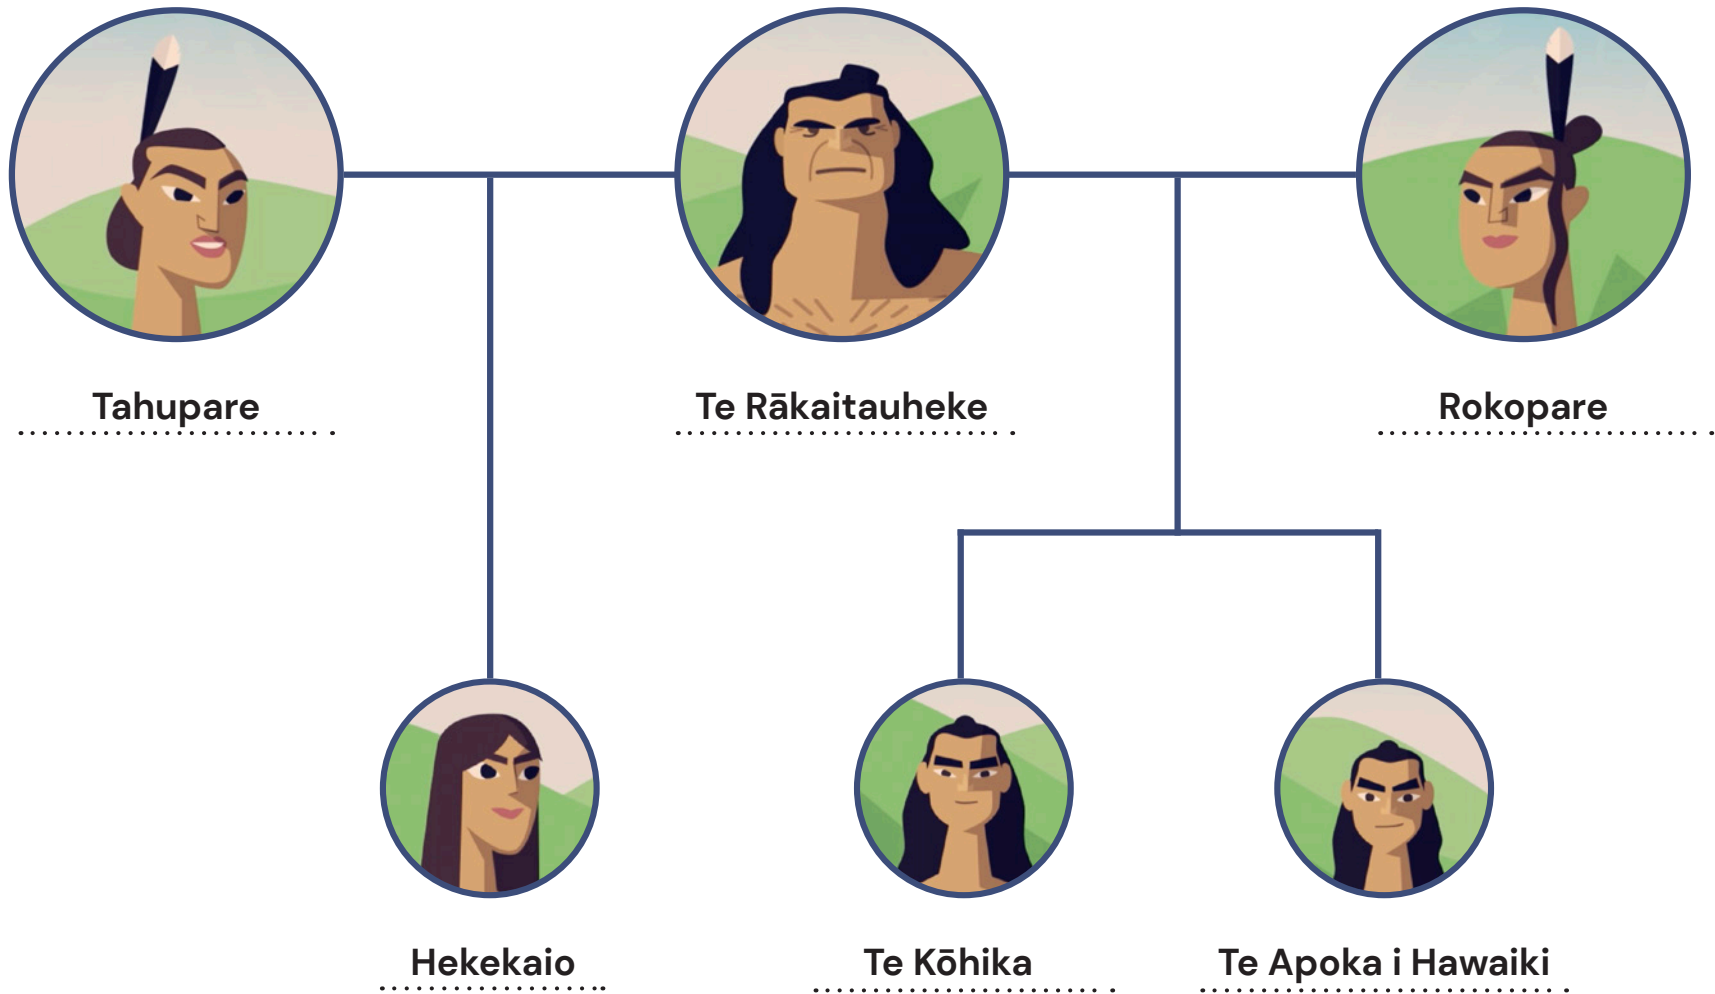 Tahupare
Te Rākaitauheke
Rokopare
Hekekaio
Te Kōhika
Te Apoka i Hawaiki